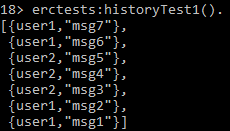 18> erctests:historyTest1().
[{user1,"msg7"},
 {user1,"msg6"},
 {user2,"msg5"},
 {user2,"msg4"},
 {user2,"msg3"},
 {user1,"msg2"},
 {user1,"msg1"}]